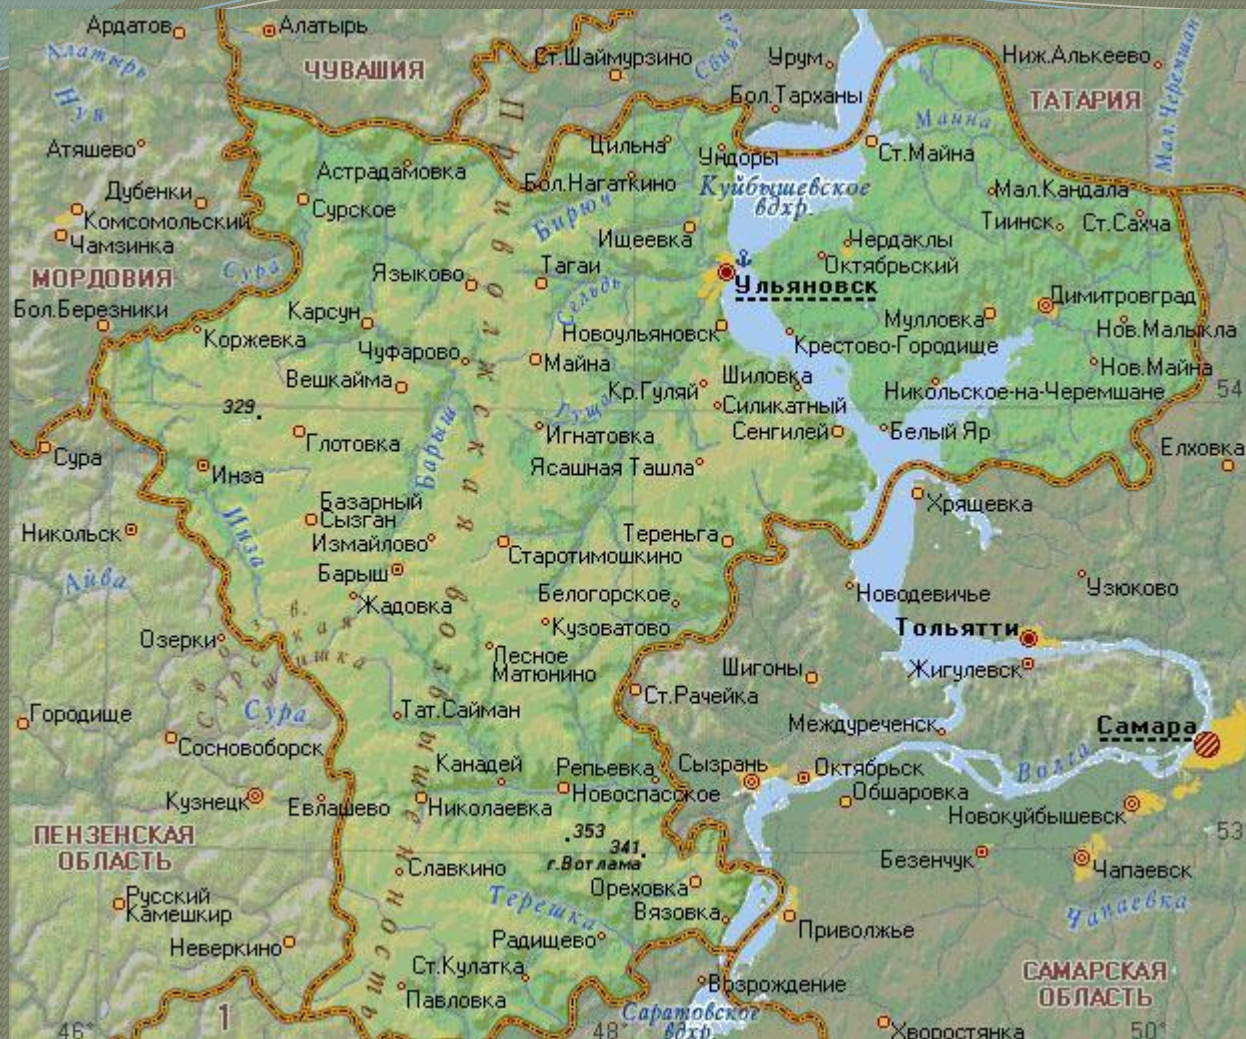 Ардатов
Алатырь
Алатырь
Нуя
ЧУВАШИЯ
Ст.Шаймурзино
Свияга
Урум
Бол.Тарханы
Ниж.Алькеево
ТАТАРИЯ
Мал.Черемшан
Майна
Атяшево
Астрадамовка
Цильна
Ундоры
Ст.Майна
Дубенки
Сурское
Бол.Нагаткино
Куйбышевское
вдхр.
Мал.Кандала
Комсомольский
Чамзинка
Бирюч
Ишеевка
Тиинск
Ст.Сахча
Чердаклы
Октябрьский
МОРДОВИЯ
Сура
Языково
Тагаи
Сельдь
Ульяновск
Димитровград
Бол.Березники
Карсун
Новоульяновск
Мулловка
Нов.Малыкла
Коржевка
Чуфарово
Майна
Крестово-Городище
Нов.Майна
Вешкайма
Кр.Гуляй
Шиловка
Никольское-на-Черемшане
54
329
Барыш
Гуща
Силикатный
Сенгилей
Белый Яр
Глотовка
Игнатовка
Елховка
Сура
Инза
Ясашная Ташла
Базарный
Сызган
Хрящевка
Никольск
Инза
Измайлово
Старотимошкино
Тереньга
Айва
Барыш
Жадовка
Белогорское
Новодевичье
Узюково
Озерки
Кузоватово
Тольятти
Лесное
Матюнино
Шигоны
Жигулевск
Приволжская возвышенность
Сурская Шишка
Городище
Сура
Тат.Сайман
Ст.Рачейка
Междуреченск
Самара
Сосновоборск
Канадей
Репьевка
Сызрань
Октябрьск
Волга
Кузнецк
Евлашево
Николаевка
Новоспасское
Обшаровка
Новокуйбышевск
ПЕНЗЕНСКАЯ
ОБЛАСТЬ
353
341
г.Вотлама
53
Славкино
Безенчук
Чапаевск
Русский
Камешкир
Терешка
Ореховка
Вязовка
Чапаевка
Неверкино
Радищево
Приволжье
Ст.Кулатка
САМАРСКАЯ
ОБЛАСТЬ
Павловка
Возрождение
46°
1
48°
Саратовское
вдхр.
Хворостянка
50°